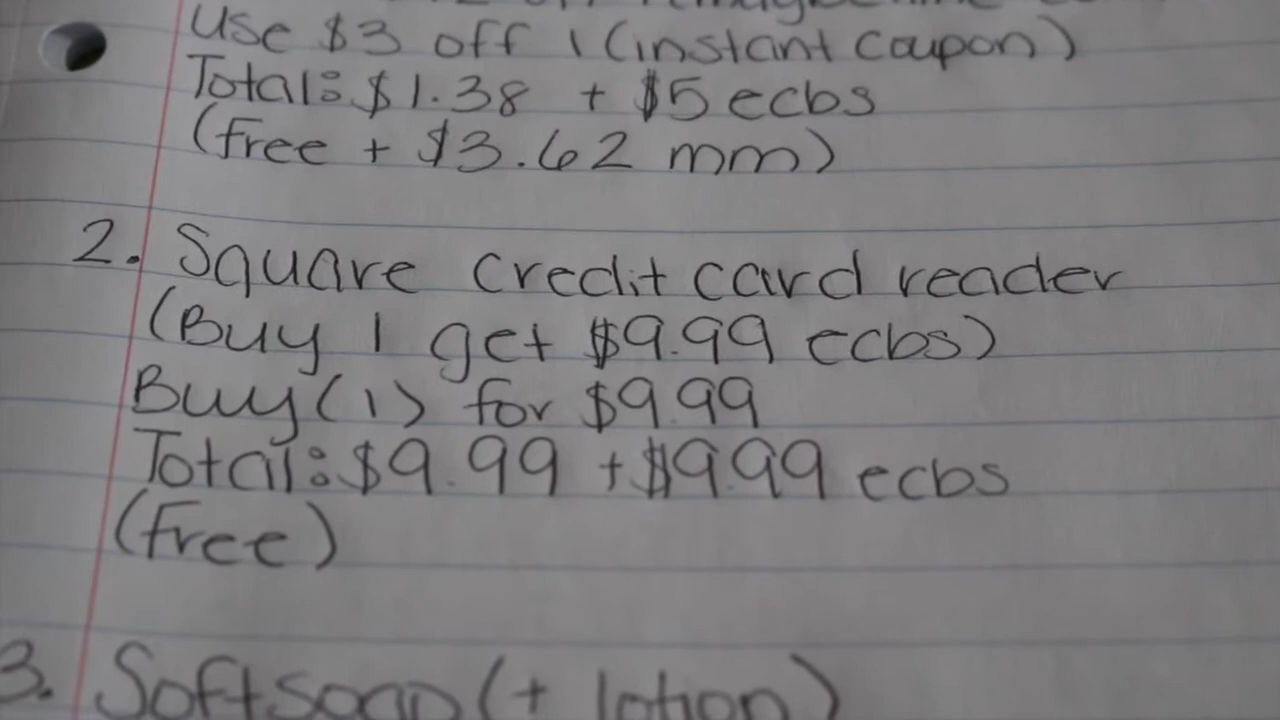 Use $3 off 1 (instant coupon)
Total: $1.38 + $5 ecbs
(free + $3.62 mm)
2. Square credit card reader
(Buy 1 get $9.99 ecbs)
Buy (1) for $9.99
Total: $9.99 + $9.99 ecbs
(free)
3. Softsoap (+ lotion)